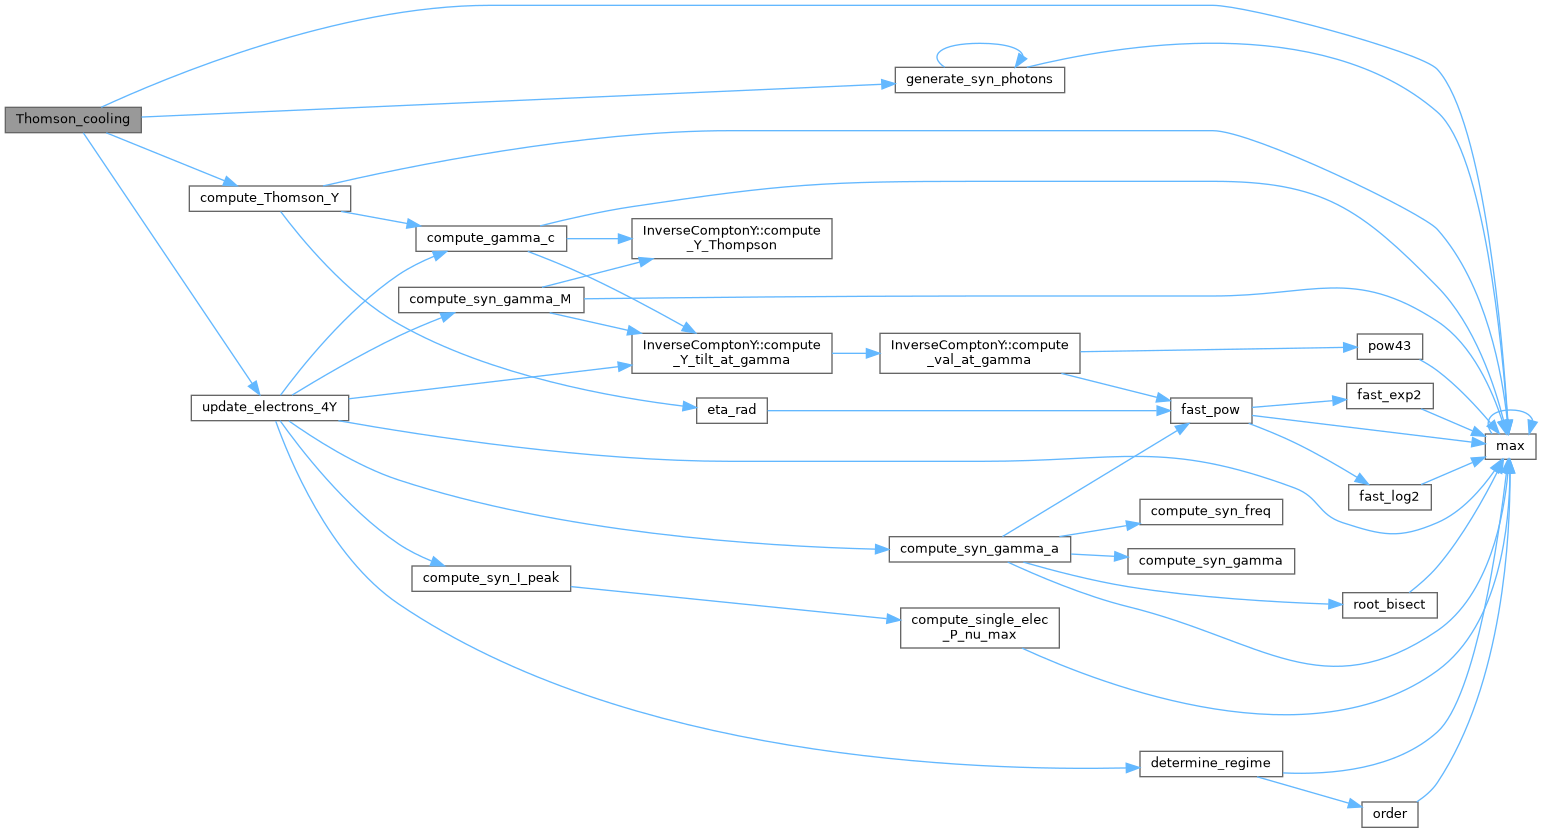 generate_syn_photons
Thomson_cooling
compute_Thomson_Y
compute_gamma_c
InverseComptonY::compute
_Y_Thompson
compute_syn_gamma_M
InverseComptonY::compute
_Y_tilt_at_gamma
InverseComptonY::compute
_val_at_gamma
pow43
fast_exp2
update_electrons_4Y
eta_rad
fast_pow
max
fast_log2
compute_syn_freq
compute_syn_gamma_a
compute_syn_gamma
compute_syn_I_peak
root_bisect
compute_single_elec
_P_nu_max
determine_regime
order